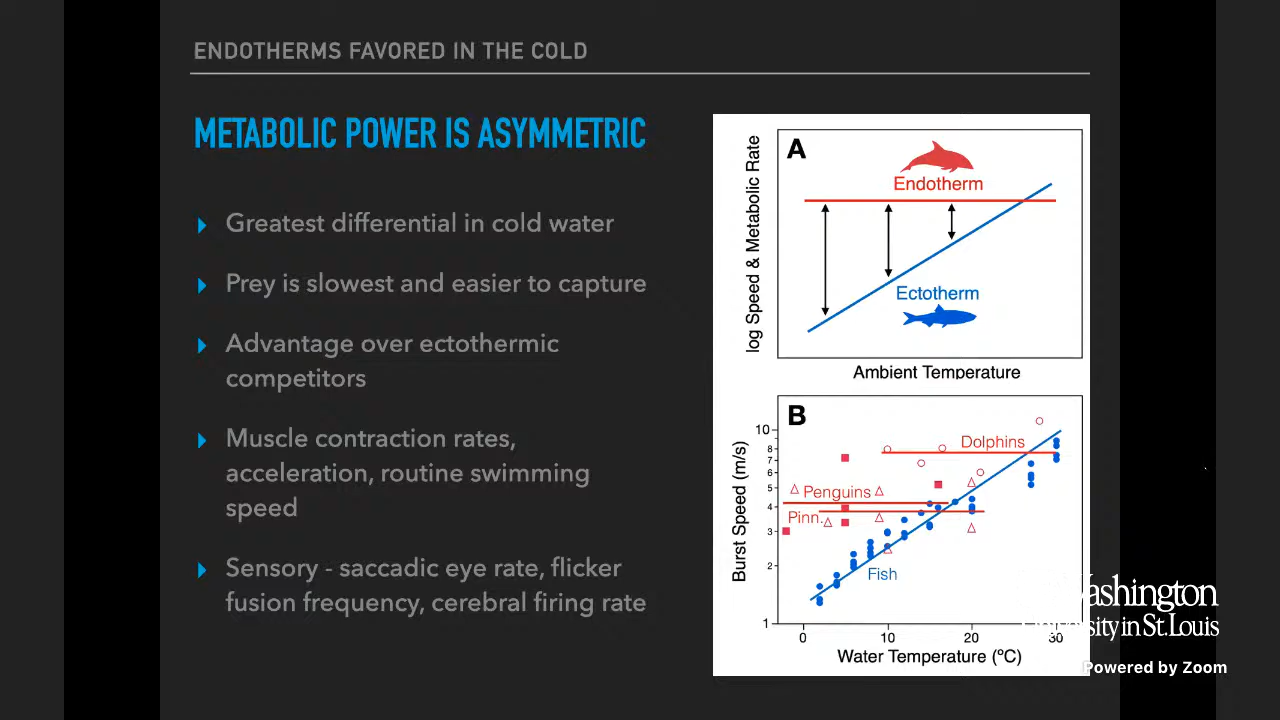 ENDOTHERMS FAVORED IN THE COLD
METABOLIC POWER IS ASYMMETRIC
Greatest differential in cold water
Prey is slowest and easier to capture
Advantage over ectothermic
competitors
Muscle contraction rates,
acceleration, routine swimming
speed
Sensory - saccadic eye rate, flicker
fusion frequency, cerebral firing rate
A
Endotherm
Ectotherm
log Speed & Metabolic Rate
Ambient Temperature
B
Dolphins
Penguins
Pinn.
Fish
Burst Speed (m/s)
10
8
7
6
5
4
3
2
1
0
10
20
30
Water Temperature (ºC)
Washington
University in St. Louis
Powered by Zoom